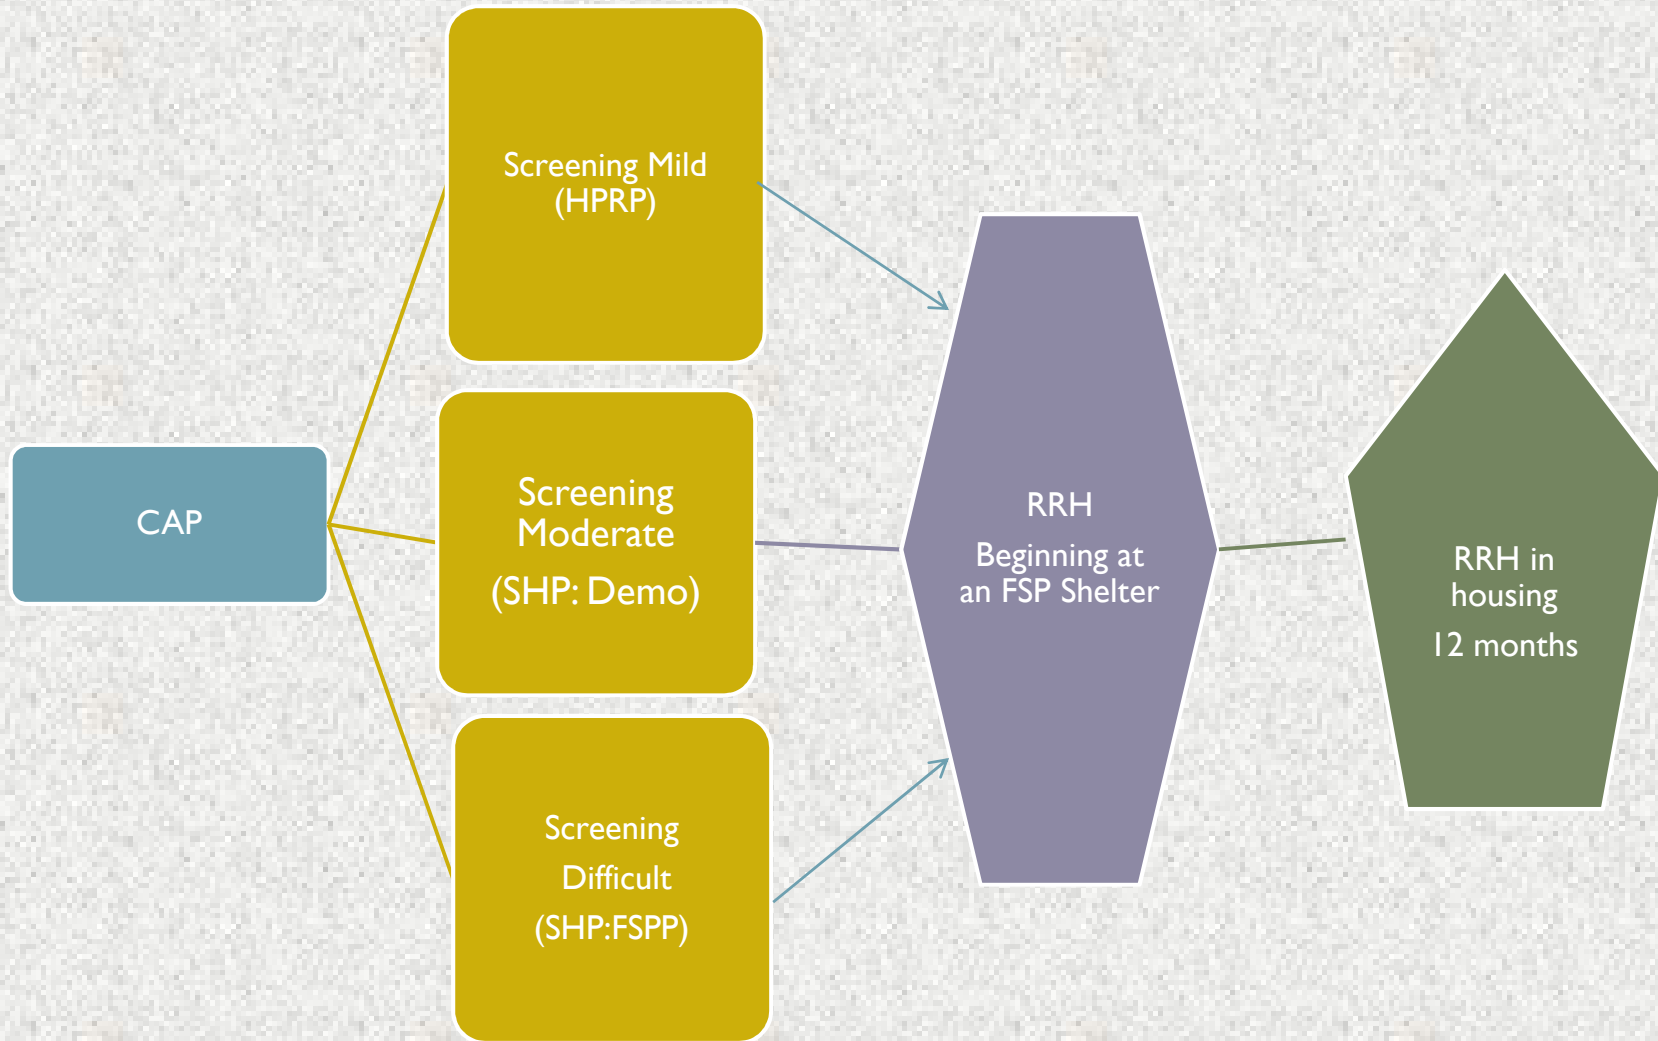 CAP
Screening Mild
(HPRP)
Screening
Moderate
(SHP: Demo)
Screening
Difficult
(SHP:FSPP)
RRH
Beginning at
an FSP Shelter
RRH in
housing
12 months